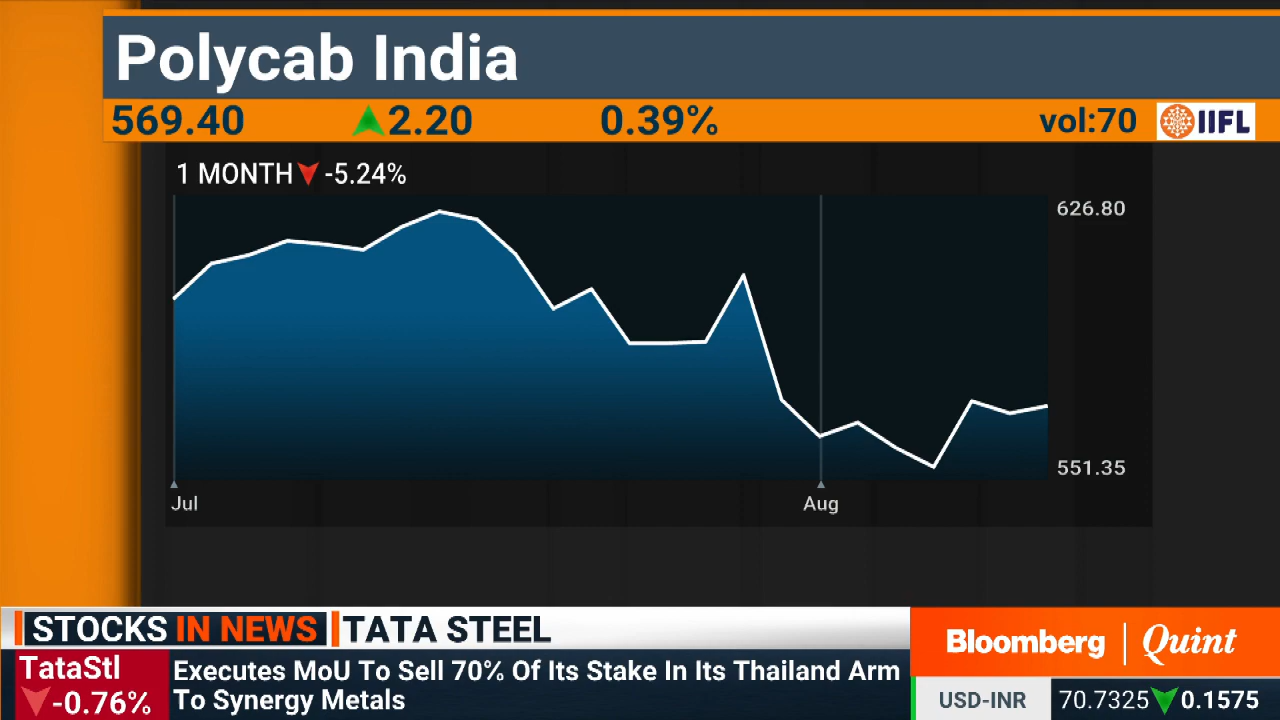 Polycab India
569.40 2.20 0.39% vol:70 IIFL
1 MONTH -5.24%
626.80
551.35
Jul Aug
STOCKS IN NEWS TATA STEEL
TataStl
-0.76%
Executes MoU To Sell 70% Of Its Stake In Its Thailand Arm
To Synergy Metals
Bloomberg Quint
USD-INR 70.7325 0.1575